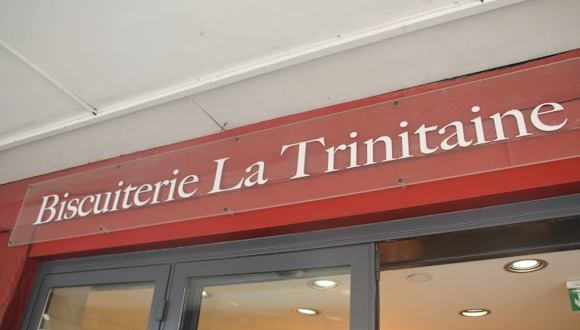 Biscuiterie La Trinitaine